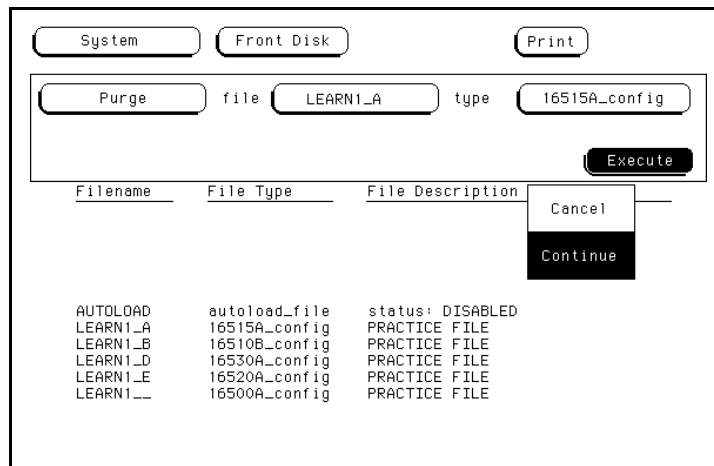 System Front Disk Print
Purge file LEARN1_A type 16515A_config
Execute
Filename File Type File Description
Cancel
Continue
AUTOLOAD autoload_file status: DISABLED
LEARN1_A 16515A_config PRACTICE FILE
LEARN1_B 16510B_config PRACTICE FILE
LEARN1_D 16530A_config PRACTICE FILE
LEARN1_E 16520A_config PRACTICE FILE
LEARN1__ 16500A_config PRACTICE FILE